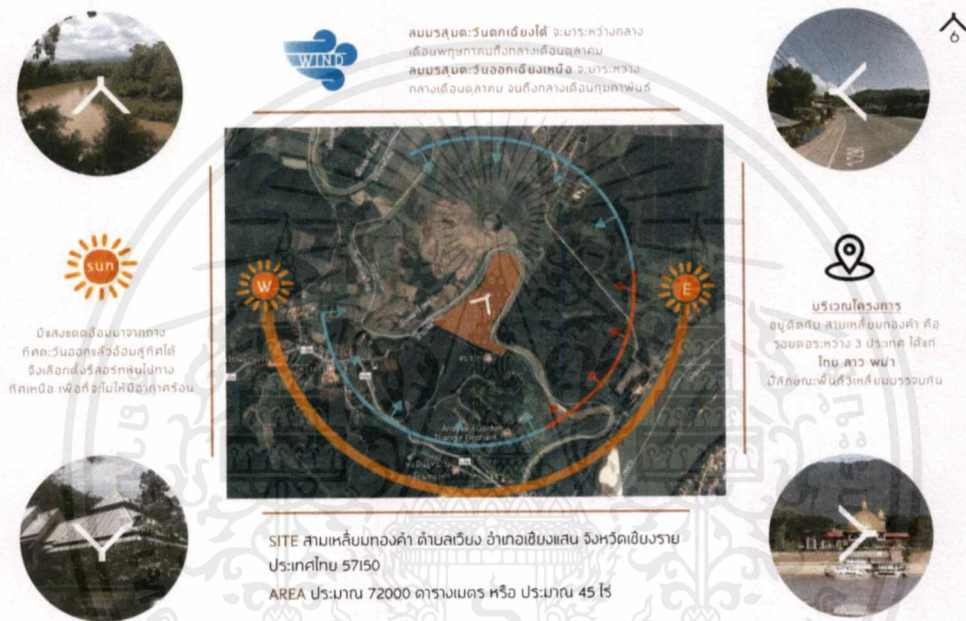 WIND
ลมมรสุมตะวันตกเฉียงใต้ จะมาระหว่างกลาง
เดือนพฤษภาคมถึงกลางเดือนตุลาคม
ลมมรสุมตะวันออกเฉียงเหนือ จะมาระหว่าง
กลางเดือนตุลาคม จนถึงกลางเดือนกุมภาพันธ์
6
1290
sun
มีแสงแดดอ้อมมาจากทาง
ทิศตะวันออกแล้วอ้อมสู่ทิศใต้
จึงเลือกตั้งรีสอร์ทหันไปทาง
ทิศเหนือ เพื่อที่จะไม่ให้มีอากาศร้อน
W
E
สบรวก
Anantara Golden
Triangle Elephant
บริเวณโครงการ
อยู่ติดกับ สามเหลี่ยมทองคำ คือ
รอยต่อระหว่าง 3 ประเทศ ได้แก่
ไทย ลาว พม่า
มีลักษณะพื้นที่
SITE สามเหลี่ยมทองคำ ตำบลเวียง อำเภอเชียงแสน จังหวัดเชียงราย
ประเทศไทย 57150
AREA ประมาณ 72000 ตารางเมตร หรือ ประมาณ 45 ไร่